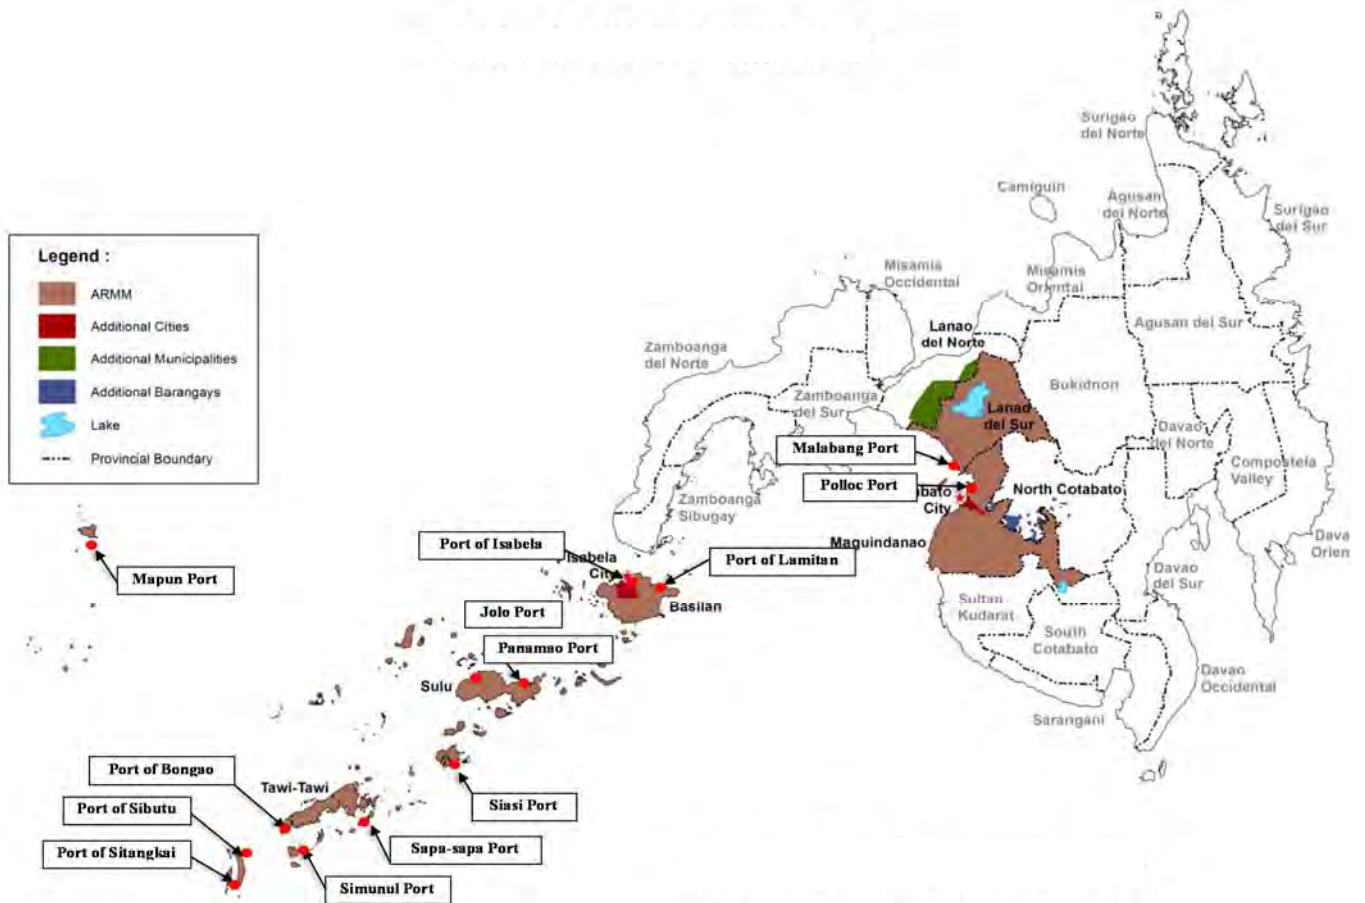 Legend :
ARMM
Additional Cities
Additional Municipalities
Additional Barangays
Lake
Provincial Boundary
Surigao
del Norte
Camiguin
Agusan
del Norte
Surigao
del Sur
Misamis
Occidental
Misamis
Oriental
Lanao
del Norte
Agusan del Sur
Zamboanga
del Norte
Bukidnon
Zamboanga
del Sur
Lanao
del Sur
Davao
del Norte
Malabang Port
Compostela
Valley
Polloc Port
North Cotabato
bato
City
Zamboanga
Sibugay
Port of Isabela
Maguindanao
Dava
Orien
Isabela
City
Port of Lamitan
Mapun Port
Davao
del Sur
Basilan
Sultan
Kudarat
Jolo Port
South
Cotabato
Panamao Port
Sulu
Davao
Occidental
Sarangani
Port of Bongao
Tawi-Tawi
Port of Sibutu
Siasi Port
Port of Sitangkai
Sapa-sapa Port
Simunul Port